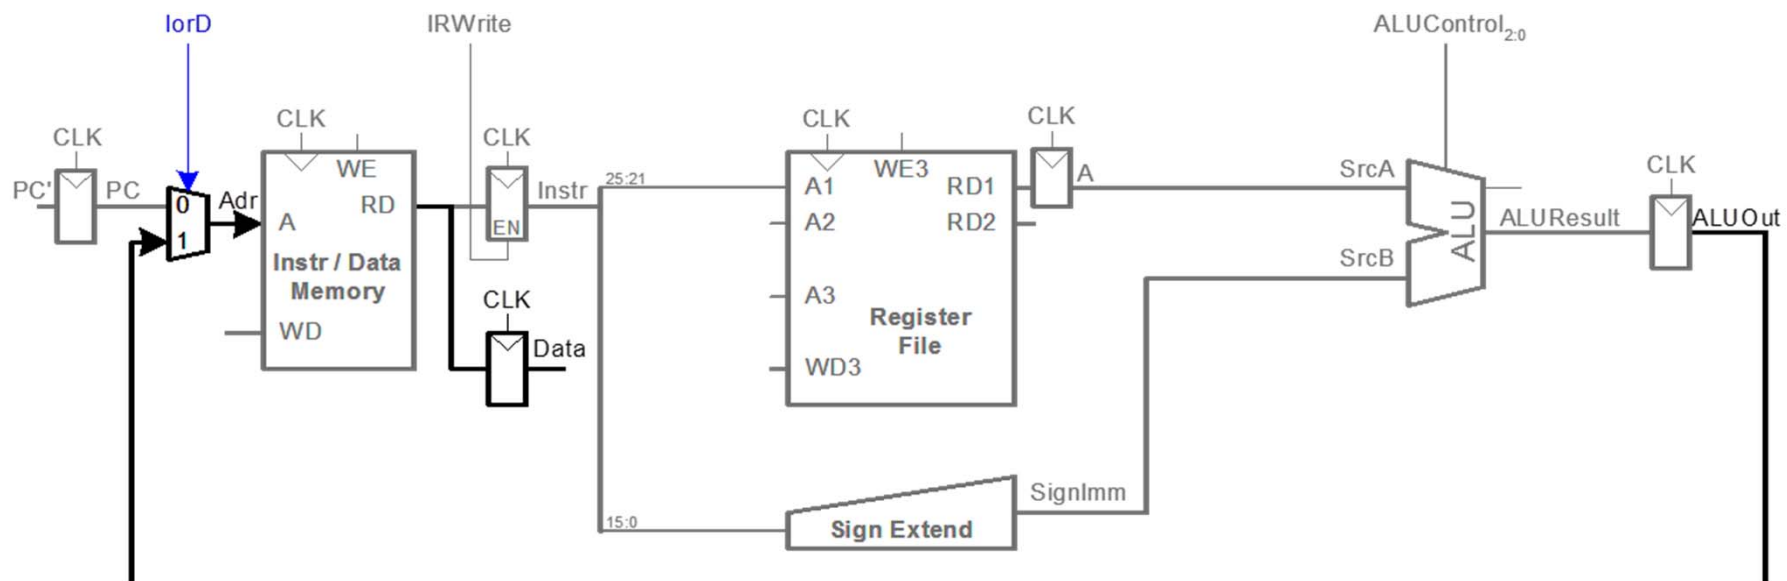 IorD
IRWrite
ALUControl2:0
CLK
CLK
CLK
CLK
CLK
CLK
PC'
PC
0
1
Adr
WE
RD
A
Instr / Data
Memory
WD
EN
Instr
CLK
Data
25:21
A1
A2
A3
WD3
WE3
RD1
RD2
Register
File
A
SrcA
SrcB
ALU
ALUResult
ALUOut
15:0
Sign Extend
SignImm